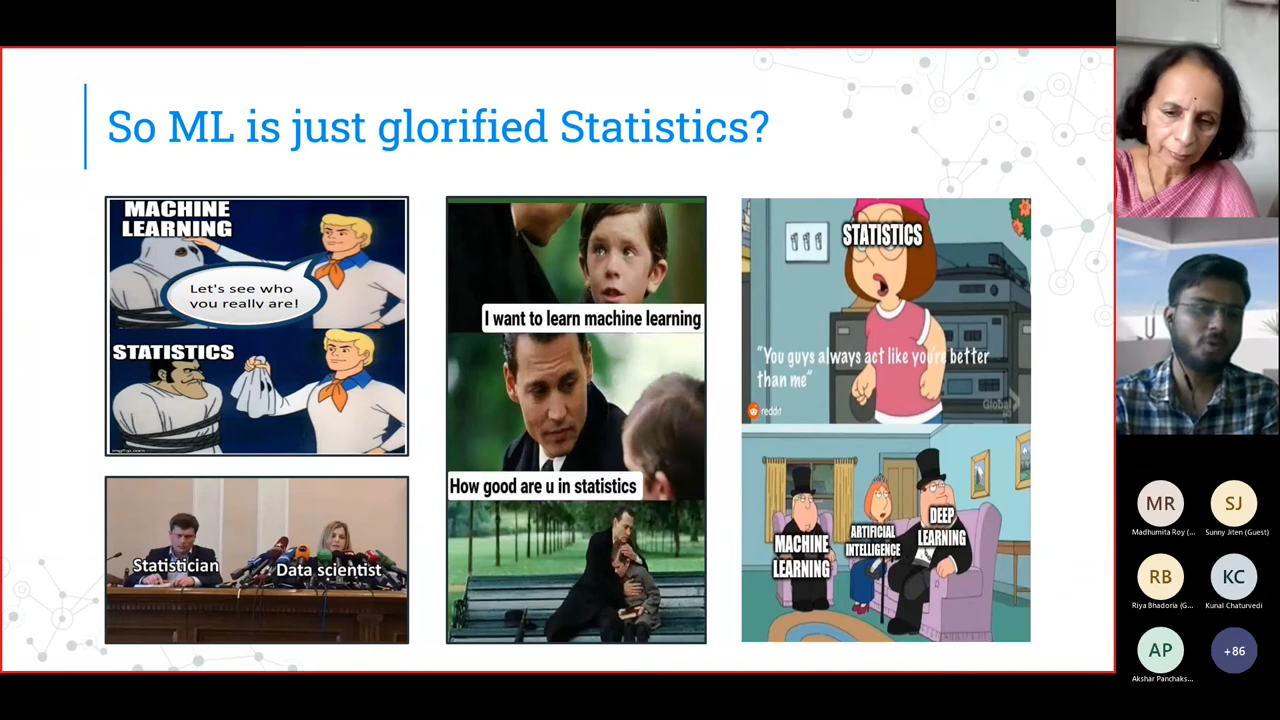 So ML is just glorified Statistics?
MACHINE
LEARNING
Let's see who
you really are!
STATISTICS
Statistician
Data scientist
I want to learn machine learning
How good are u in statistics
STATISTICS
"You guys always act like you're better
than me"
reddit
Global
MACHINE
LEARNING
ARTIFICIAL
INTELLIGENCE
DEEP
LEARNING
MR
Madhumita Roy (...
SJ
Sunny Jiten (Guest)
RB
Riya Bhadoria (G...
KC
Kunal Chaturvedi
AP
Akshar Panchaks...
+86